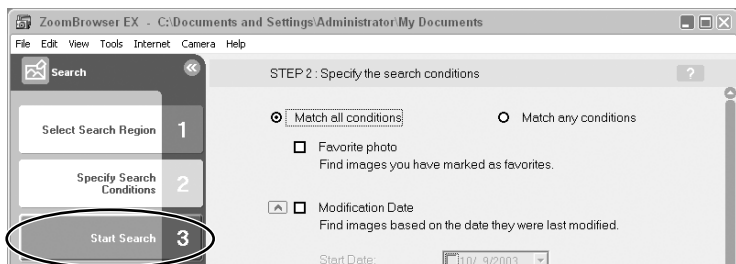 ZoomBrowser EX - C:\Documents and Settings\Administrator\My Documents
File Edit View Tools Internet Camera Help
Search
Select Search Region 1
Specify Search
Conditions 2
Start Search 3
STEP 2 : Specify the search conditions ?
Match all conditions Match any conditions
Favorite photo
Find images you have marked as favorites.
Modification Date
Find images based on the date they were last modified.
Start Date: 10/ 9/2003